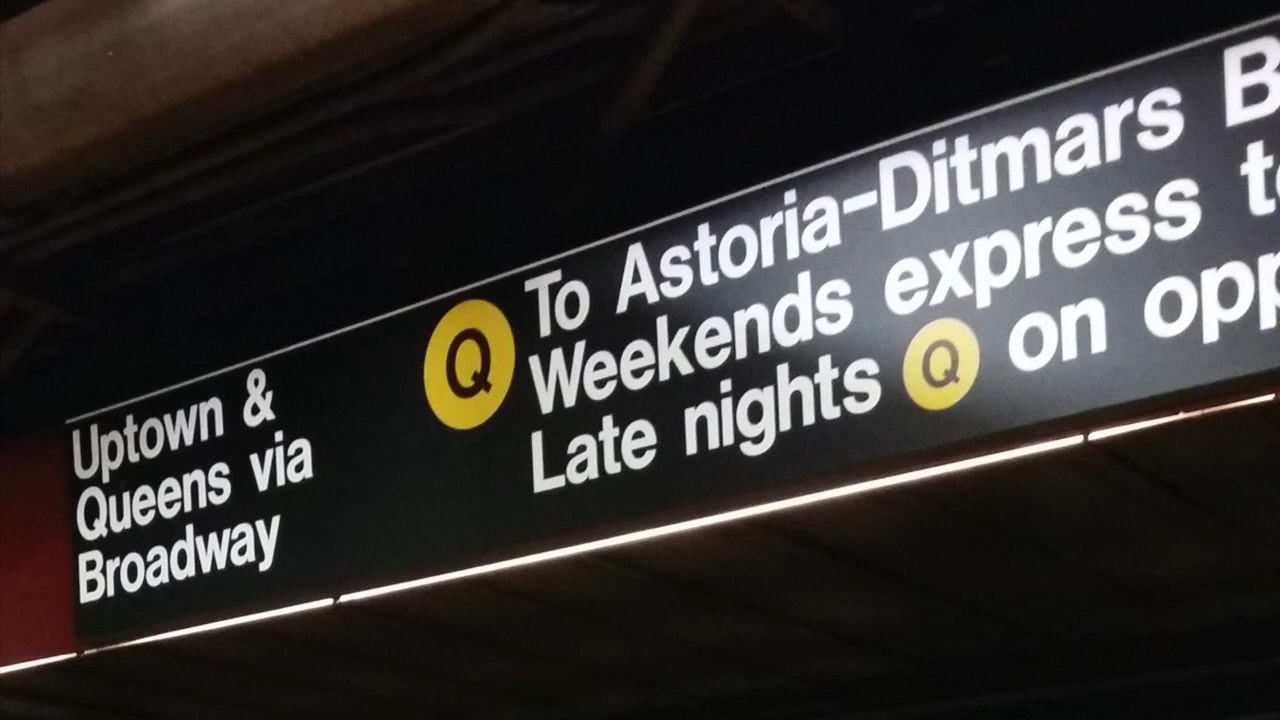 Uptown &
Queens via
Broadway
Q To Astoria-Ditmars B
Weekends express t
Late nights Q on opp